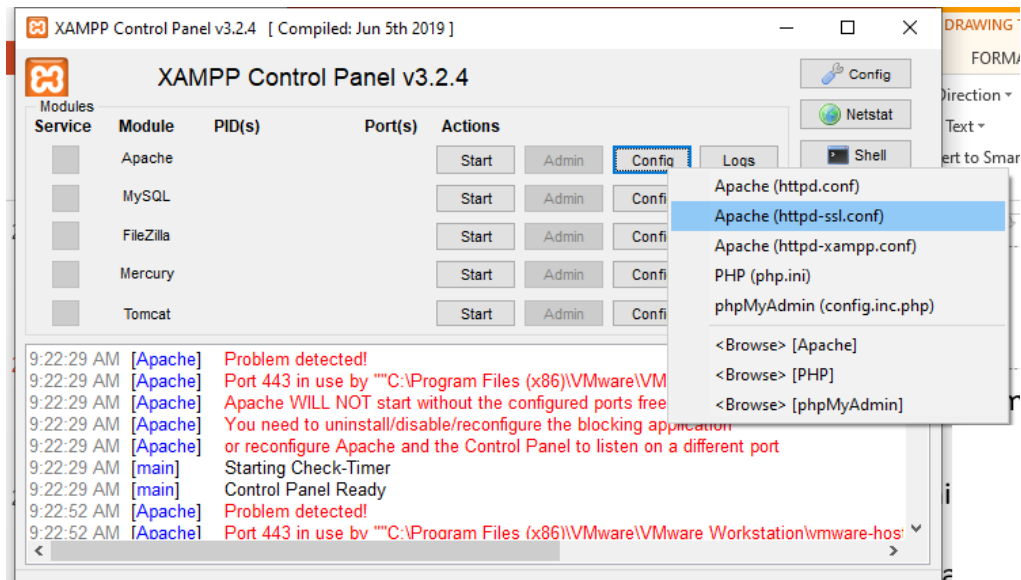 XAMPP Control Panel v3.2.4 [ Compiled: Jun 5th 2019 ]
DRAWING
FORMA
XAMPP Control Panel v3.2.4
Config
Direction
Modules
Netstat
Service Module PID(s) Port(s) Actions
Text
Apache Start Admin Config Logs
Shell
ert to Smar
Apache (httpd.conf)
MySQL Start Admin Confi
Apache (httpd-ssl.conf)
FileZilla Start Admin Confi
Apache (httpd-xampp.conf)
Mercury Start Admin Confi
PHP (php.ini)
Tomcat Start Admin Confi
phpMyAdmin (config.inc.php)
<Browse> [Apache]
<Browse> [PHP]
<Browse> [phpMyAdmin]
9:22:29 AM [Apache] Problem detected!
9:22:29 AM [Apache] Port 443 in use by ""C:\Program Files (x86)\VMware\VM
9:22:29 AM [Apache] Apache WILL NOT start without the configured ports free
9:22:29 AM [Apache] You need to uninstall/disable/reconfigure the blocking application
9:22:29 AM [Apache] or reconfigure Apache and the Control Panel to listen on a different port
9:22:29 AM [main] Starting Check-Timer
9:22:29 AM [main] Control Panel Ready
9:22:52 AM [Apache] Problem detected!
9:22:52 AM [Apache] Port 443 in use by ""C:\Program Files (x86)\VMware\VMware Workstation\vmware-host